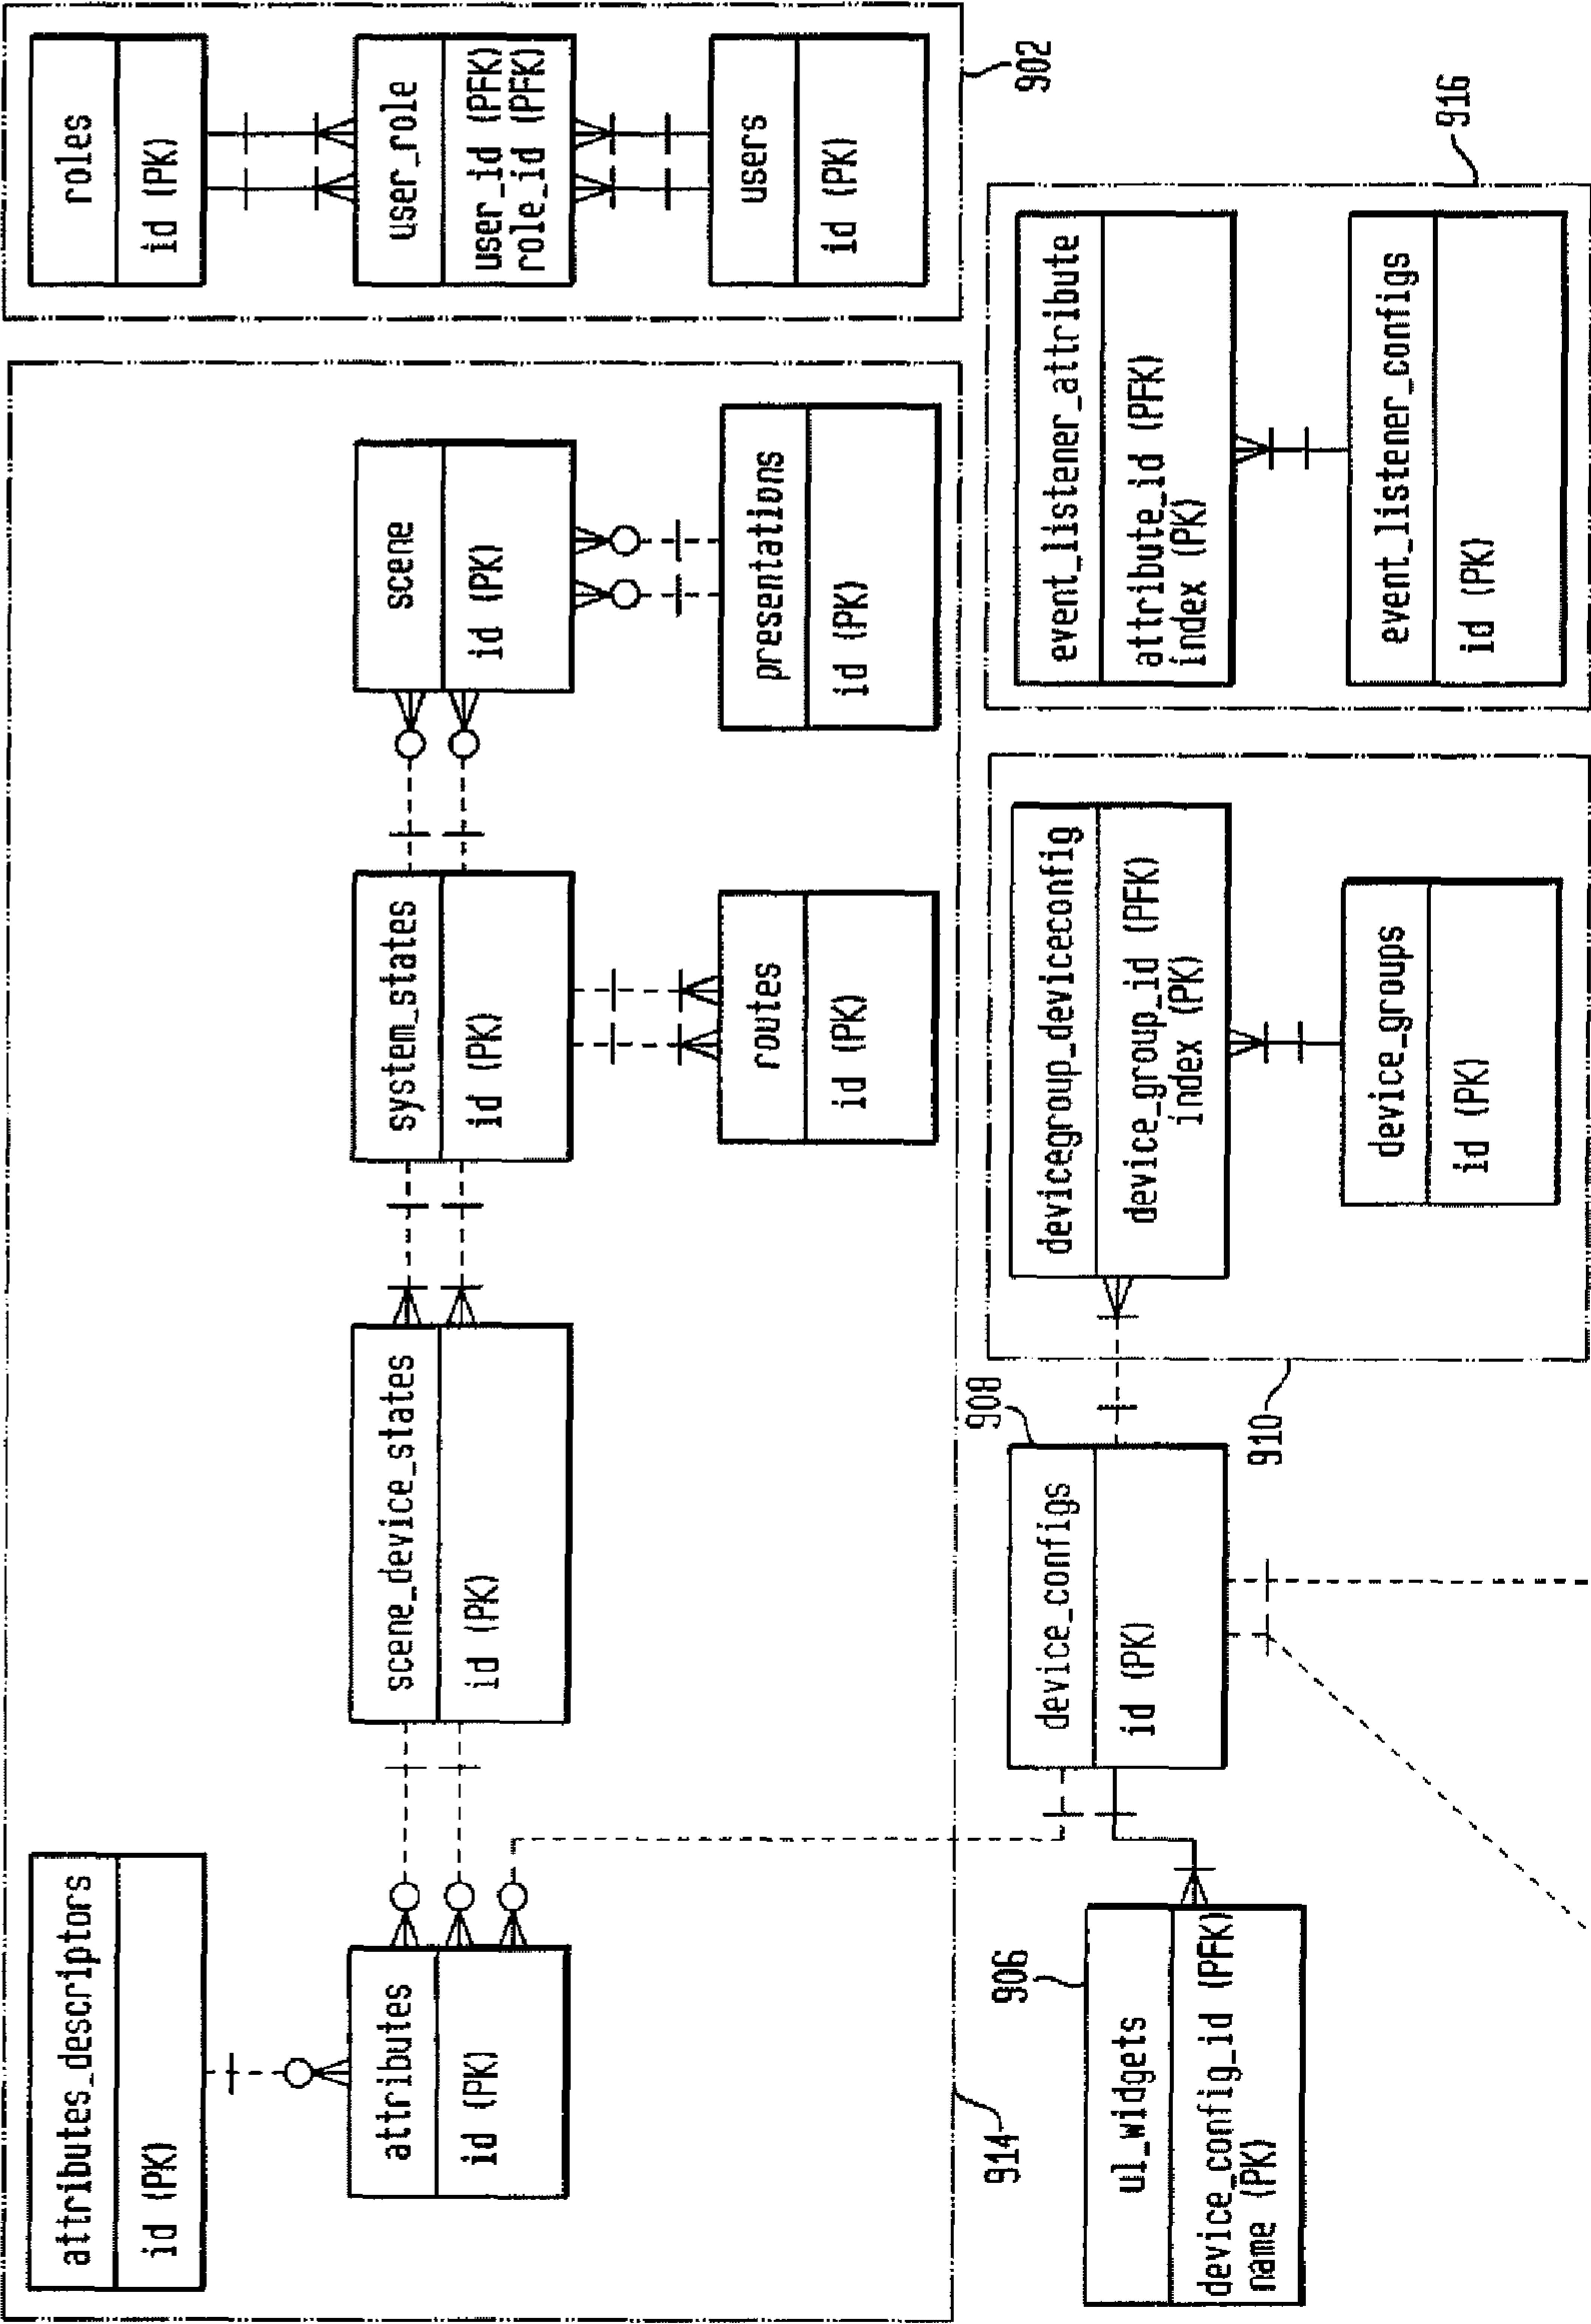 attributes_descriptors
id (PK)
roles
id (PK)
attributes
id (PK)
scene_device_states
id (PK)
system_states
id (PK)
scene
id (PK)
user_role
user_id (PFK)
role_id (PFK)
routes
id (PK)
presentations
id (PK)
users
id (PK)
914
902
906
ul_widgets
device_config_id (PFK)
name (PK)
908
device_configs
id (PK)
devicegroup_deviceconfig
device_group_id (PFK)
index (PK)
event_listener_attribute
attribute_id (PFK)
index (PK)
910
device_groups
id (PK)
event_listener_configs
id (PK)
916